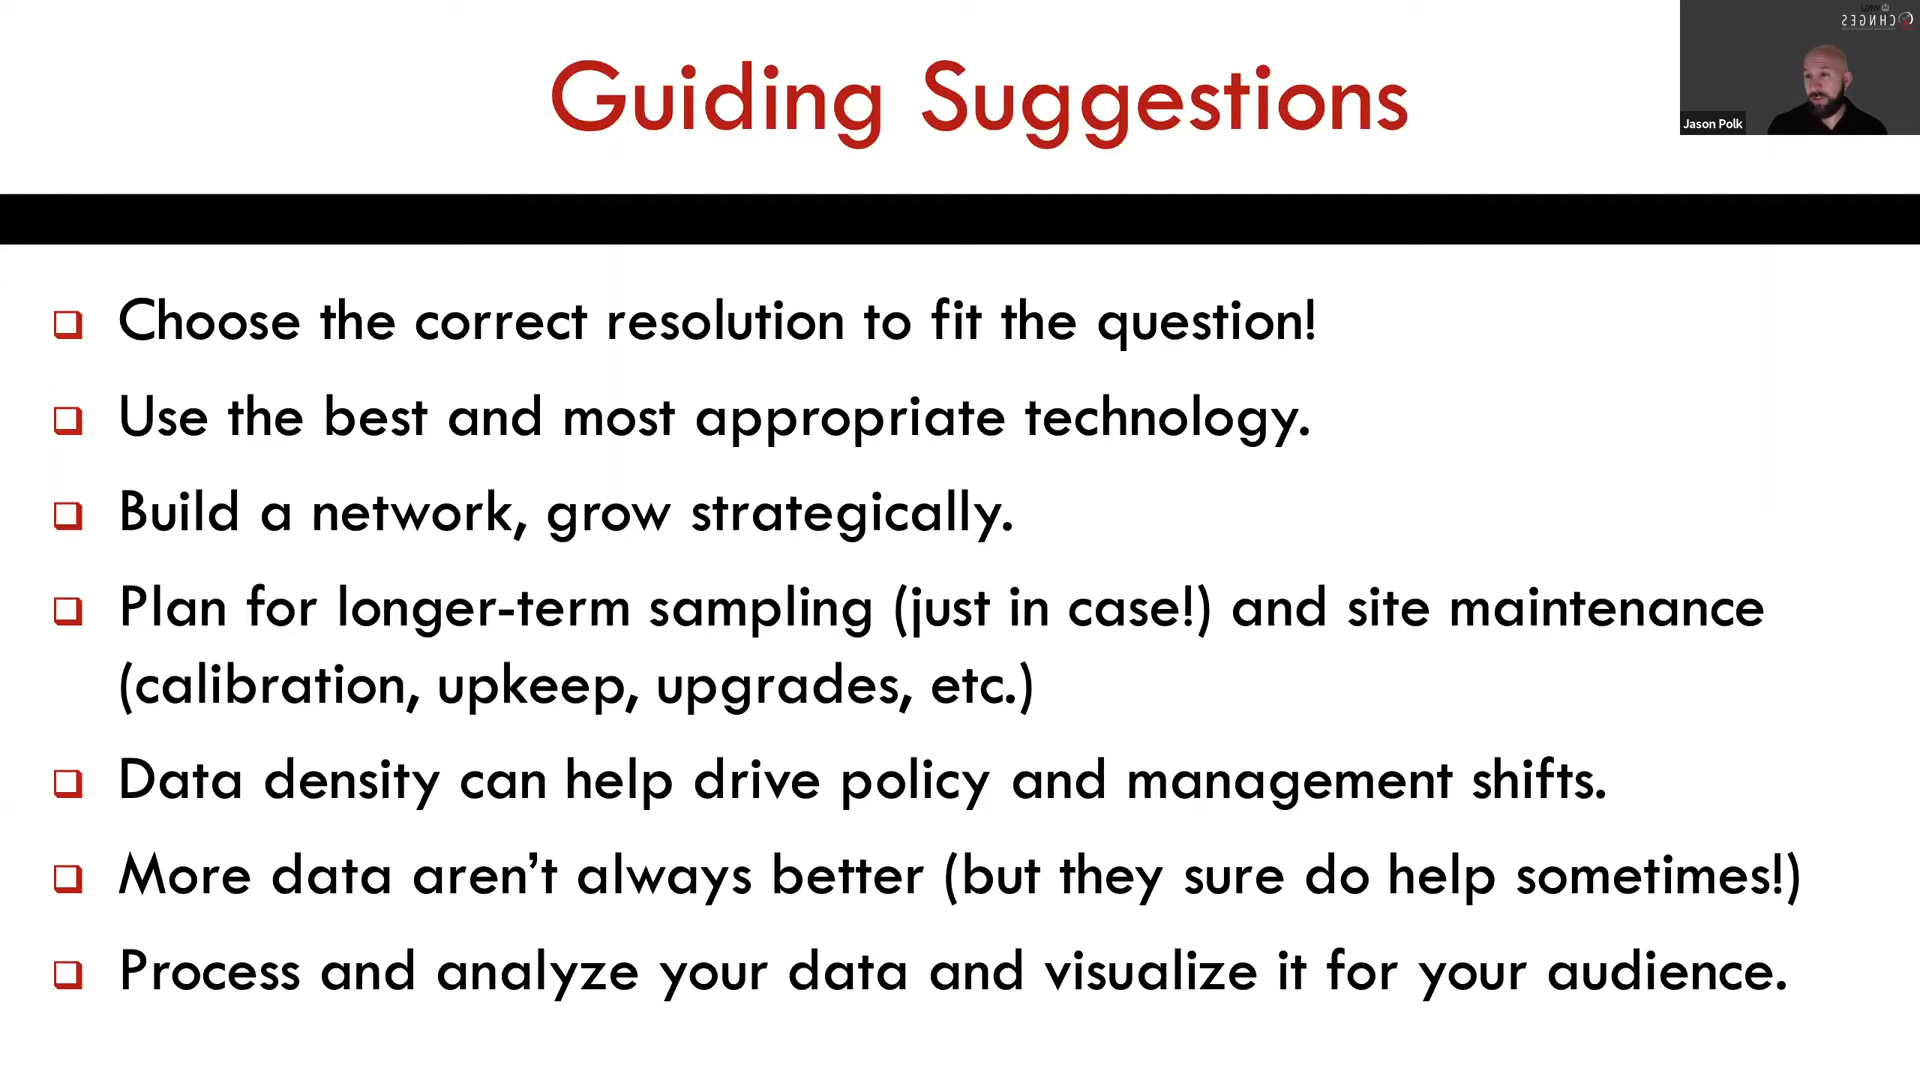 Guiding Suggestions
Jason Polk
Choose the correct resolution to fit the question!
Use the best and most appropriate technology.
Build a network, grow strategically.
Plan for longer-term sampling (just in case!) and site maintenance
(calibration, upkeep, upgrades, etc.)
Data density can help drive policy and management shifts.
More data aren’t always better (but they sure do help sometimes!)
Process and analyze your data and visualize it for your audience.